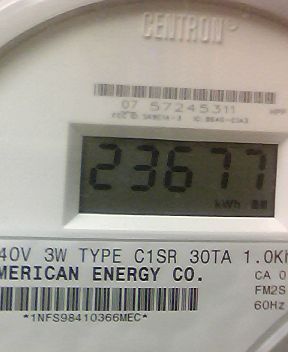 CENTRON
07 57245311
23677
kWh
40V 3W TYPE C1SR 30TA 1.0Kh
MERICAN ENERGY CO.
CA 0
FM2S
60Hz
*1NFS98410366MEC*